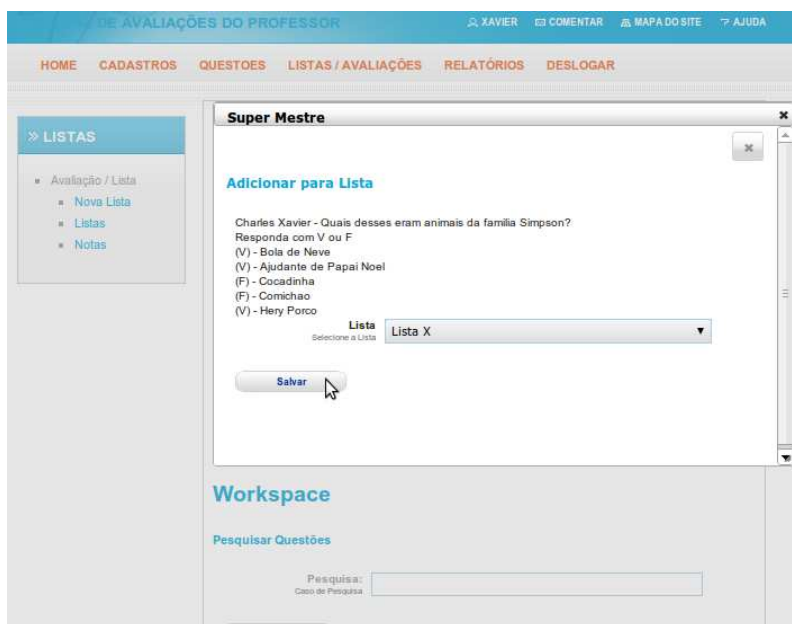 DE AVALIAÇÕES DO PROFESSOR
XAVIER COMENTAR MAPA DO SITE AJUDA
HOME CADASTROS QUESTOES LISTAS / AVALIAÇÕES RELATÓRIOS DESLOGAR
» LISTAS
Avaliação / Lista
Nova Lista
Listas
Notas
Super Mestre
Adicionar para Lista
Charles Xavier - Quais desses eram animais da familia Simpson?
Responda com V ou F
(V) - Bola de Neve
(V) - Ajudante de Papai Noel
(F) - Cocadinha
(F) - Comichao
(V) - Hery Porco
Lista
Selecione a Lista
Lista X
Salvar
Workspace
Pesquisar Questões
Pesquisa:
Caso de Pesquisa